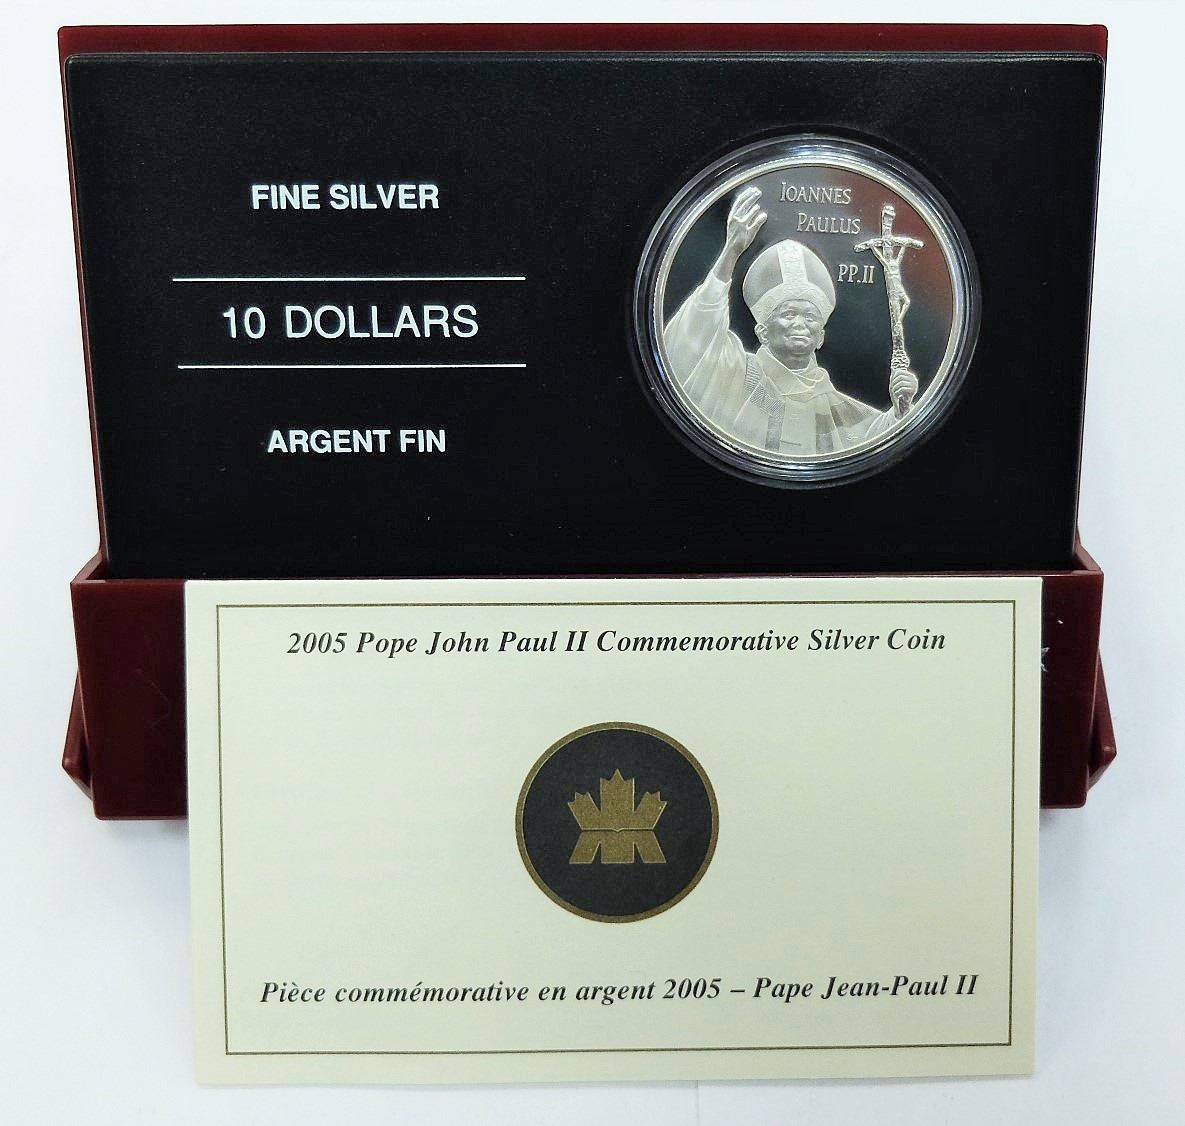 FINE SILVER
10 DOLLARS
ARGENT FIN
IOANNES
PAULUS
PP.II
2005 Pope John Paul II Commemorative Silver Coin
Pièce commémorative en argent 2005 – Pape Jean-Paul II